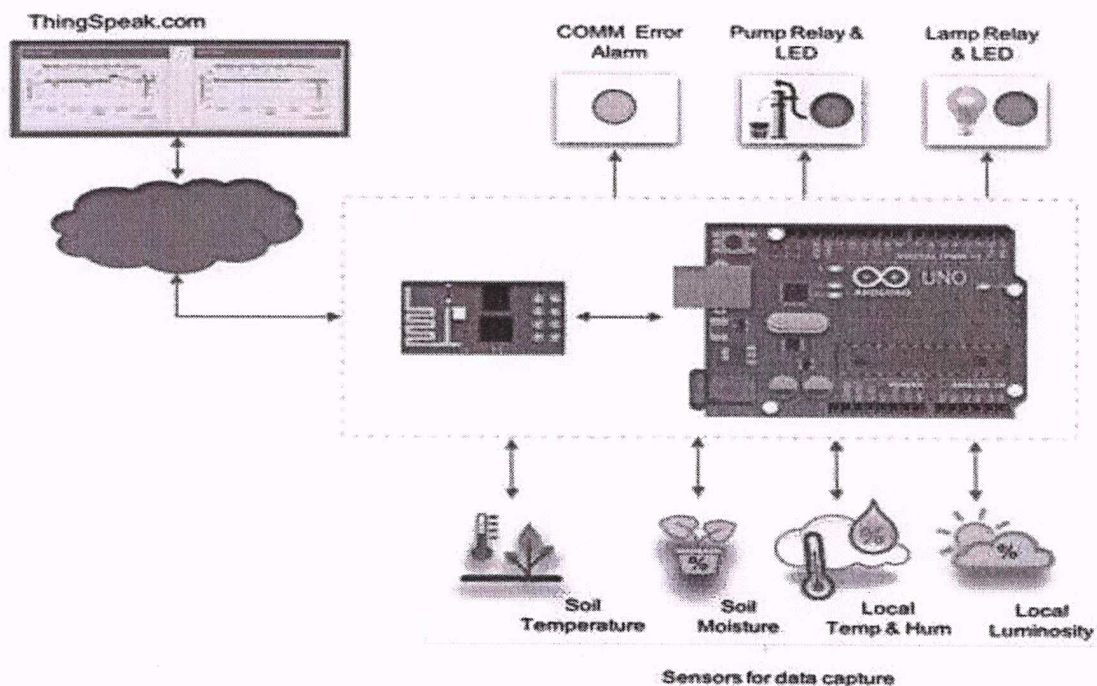 ThingSpeak.com
COMM Error
Alarm
Pump Relay &
LED
Lamp Relay
& LED
UNO
ARDUINO
%
%
%
Soil
Temperature
Soil
Moisture
Local
Temp & Hum
Local
Luminosity
Sensors for data capture